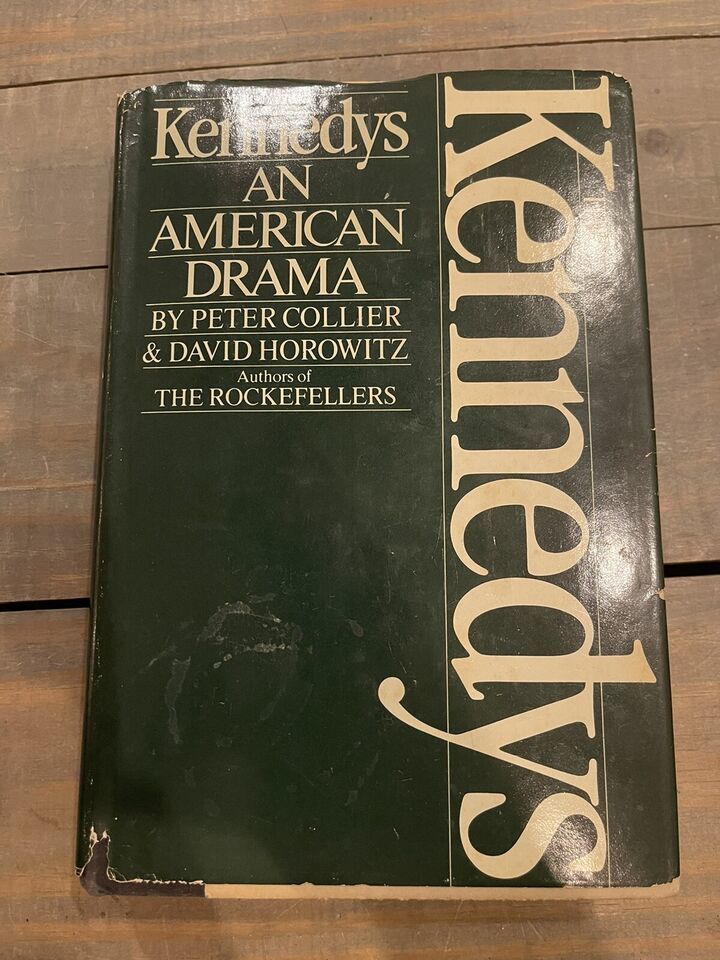 Kennedys
AN
AMERICAN
DRAMA
BY PETER COLLIER
& DAVID HOROWITZ
Authors of
THE ROCKEFELLERS
Kennedys